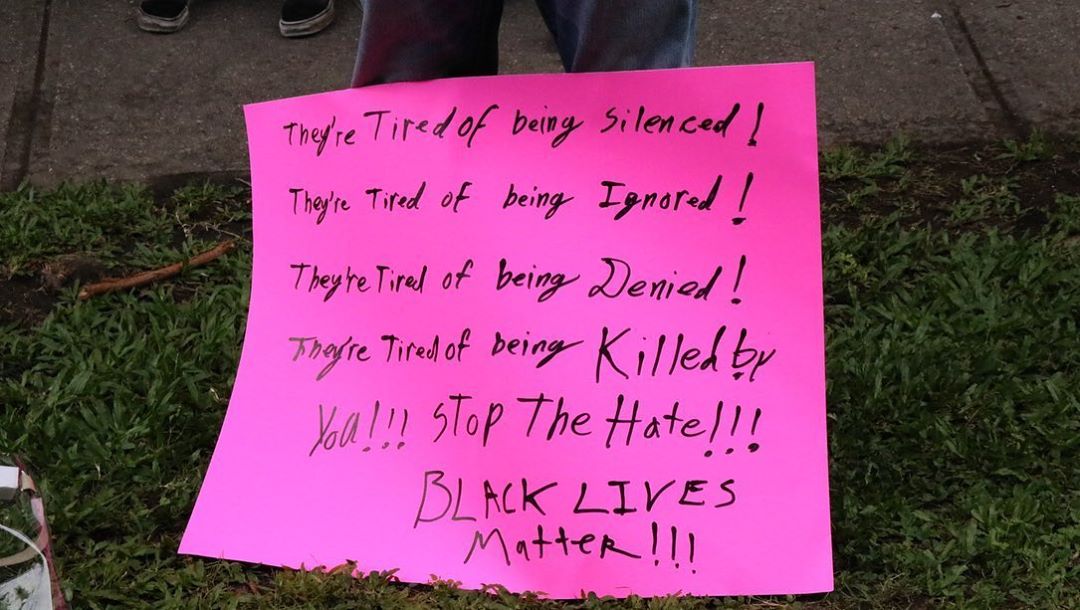 They're Tired of being Silenced!
They're Tired of being Ignored!
They're Tired of being Denied!
They're Tired of being Killed by
You!!! STOP The Hate!!!
BLACK LIVES
Matter!!!